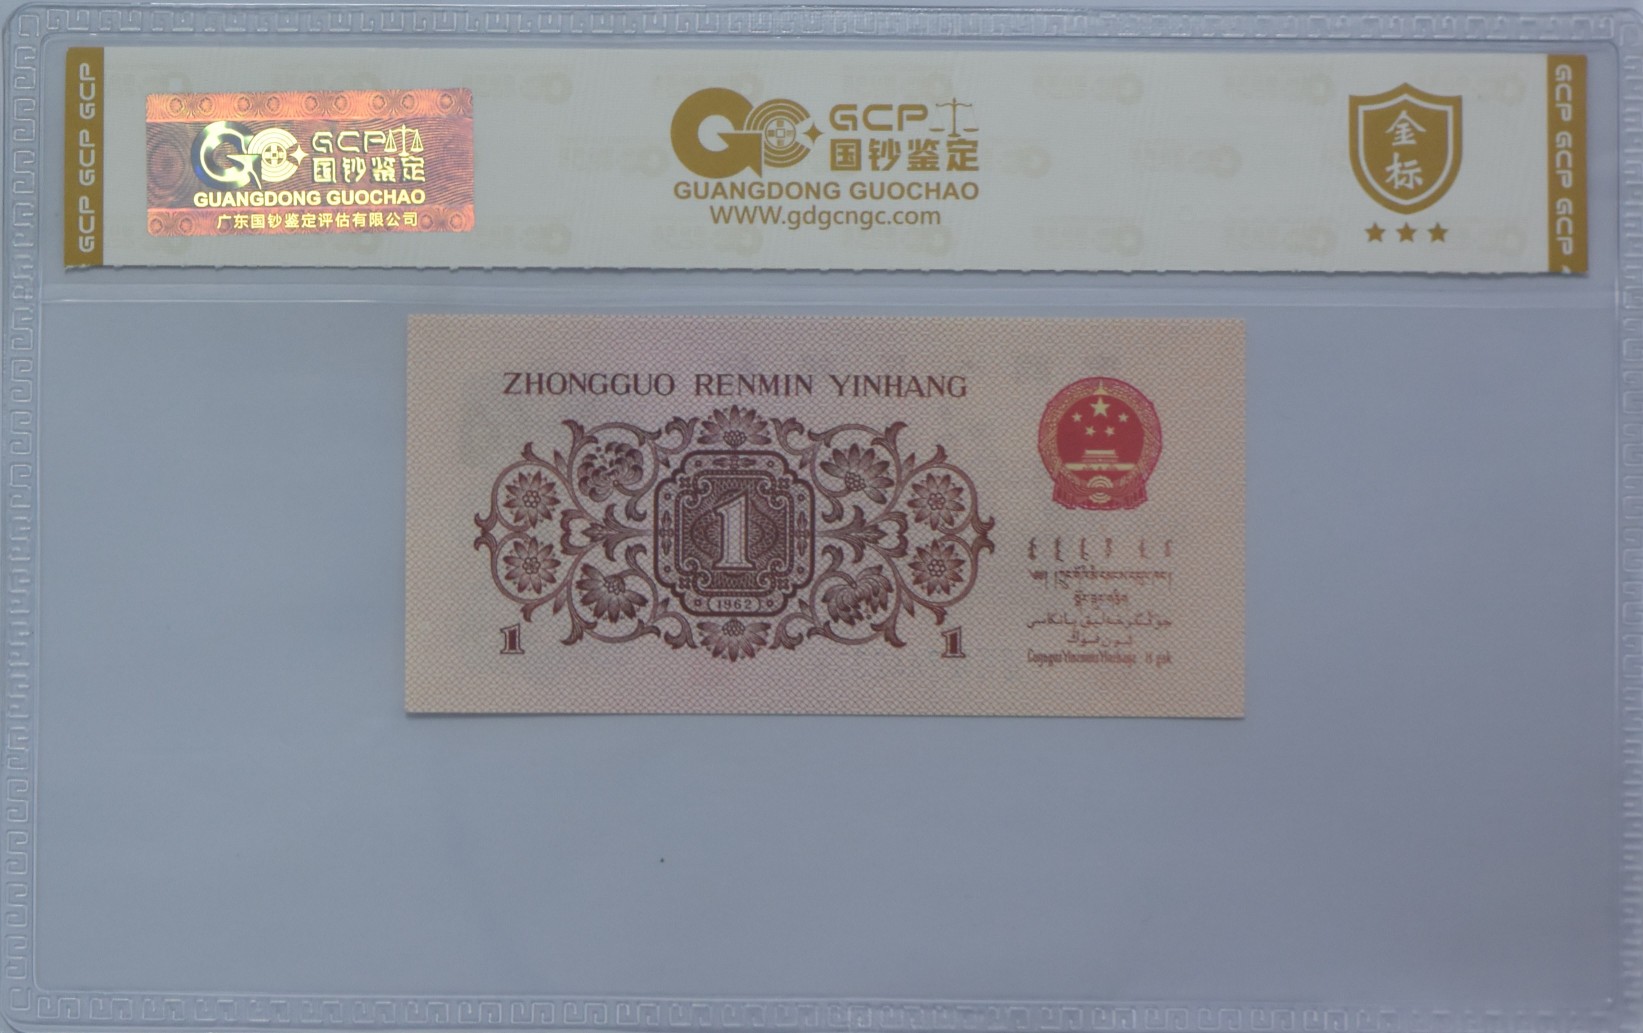 GCP GCP GCP
GCP
国钞鉴定
GUANGDONG GUOCHAO
广东国钞鉴定评估有限公司
GCP
国钞鉴定
GUANGDONG GUOCHAO
WWW.gdgcngc.com
金
标
GCP GCP GCP
ZHONGGUO RENMIN YINHANG
1
(1962)
1
1